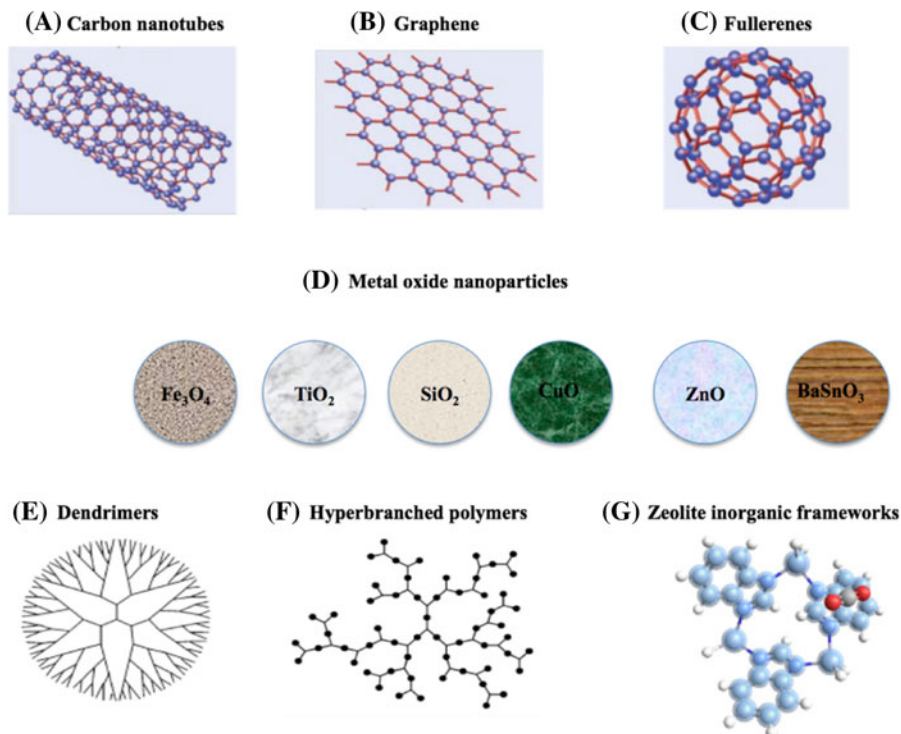 (A) Carbon nanotubes
(B) Graphene
(C) Fullerenes
(D) Metal oxide nanoparticles
Fe₃O₄
TiO₂
SiO₂
CuO
ZnO
BaSnO₃
(E) Dendrimers
(F) Hyperbranched polymers
(G) Zeolite inorganic frameworks